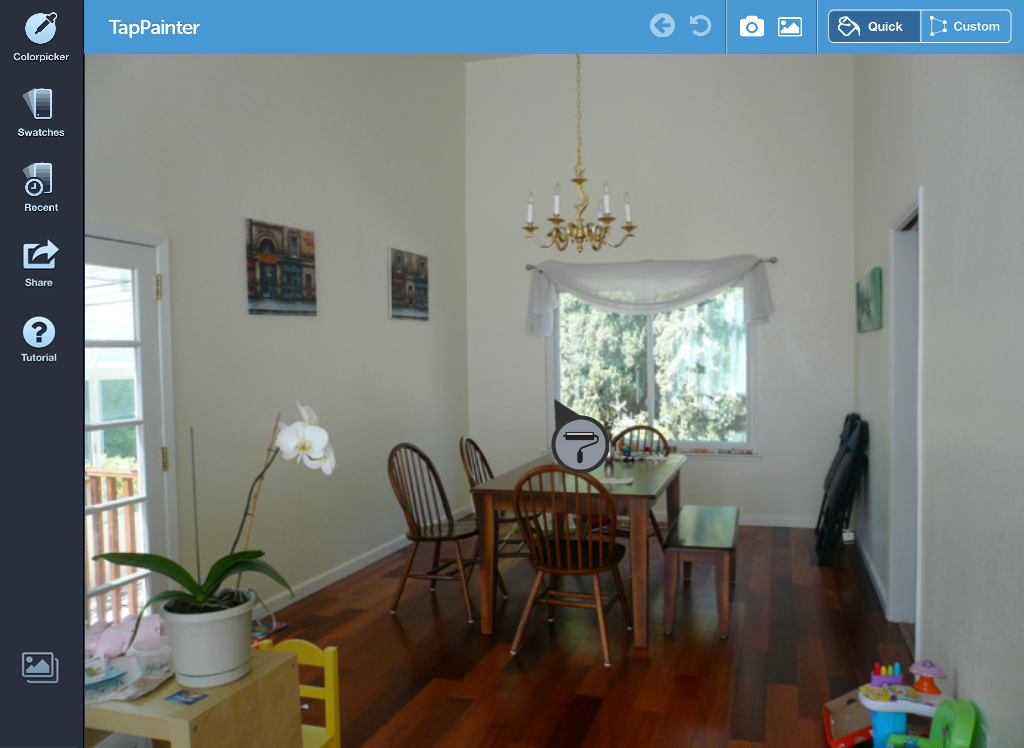 TapPainter
Quick
Custom
Colorpicker
Swatches
Recent
Share
Tutorial